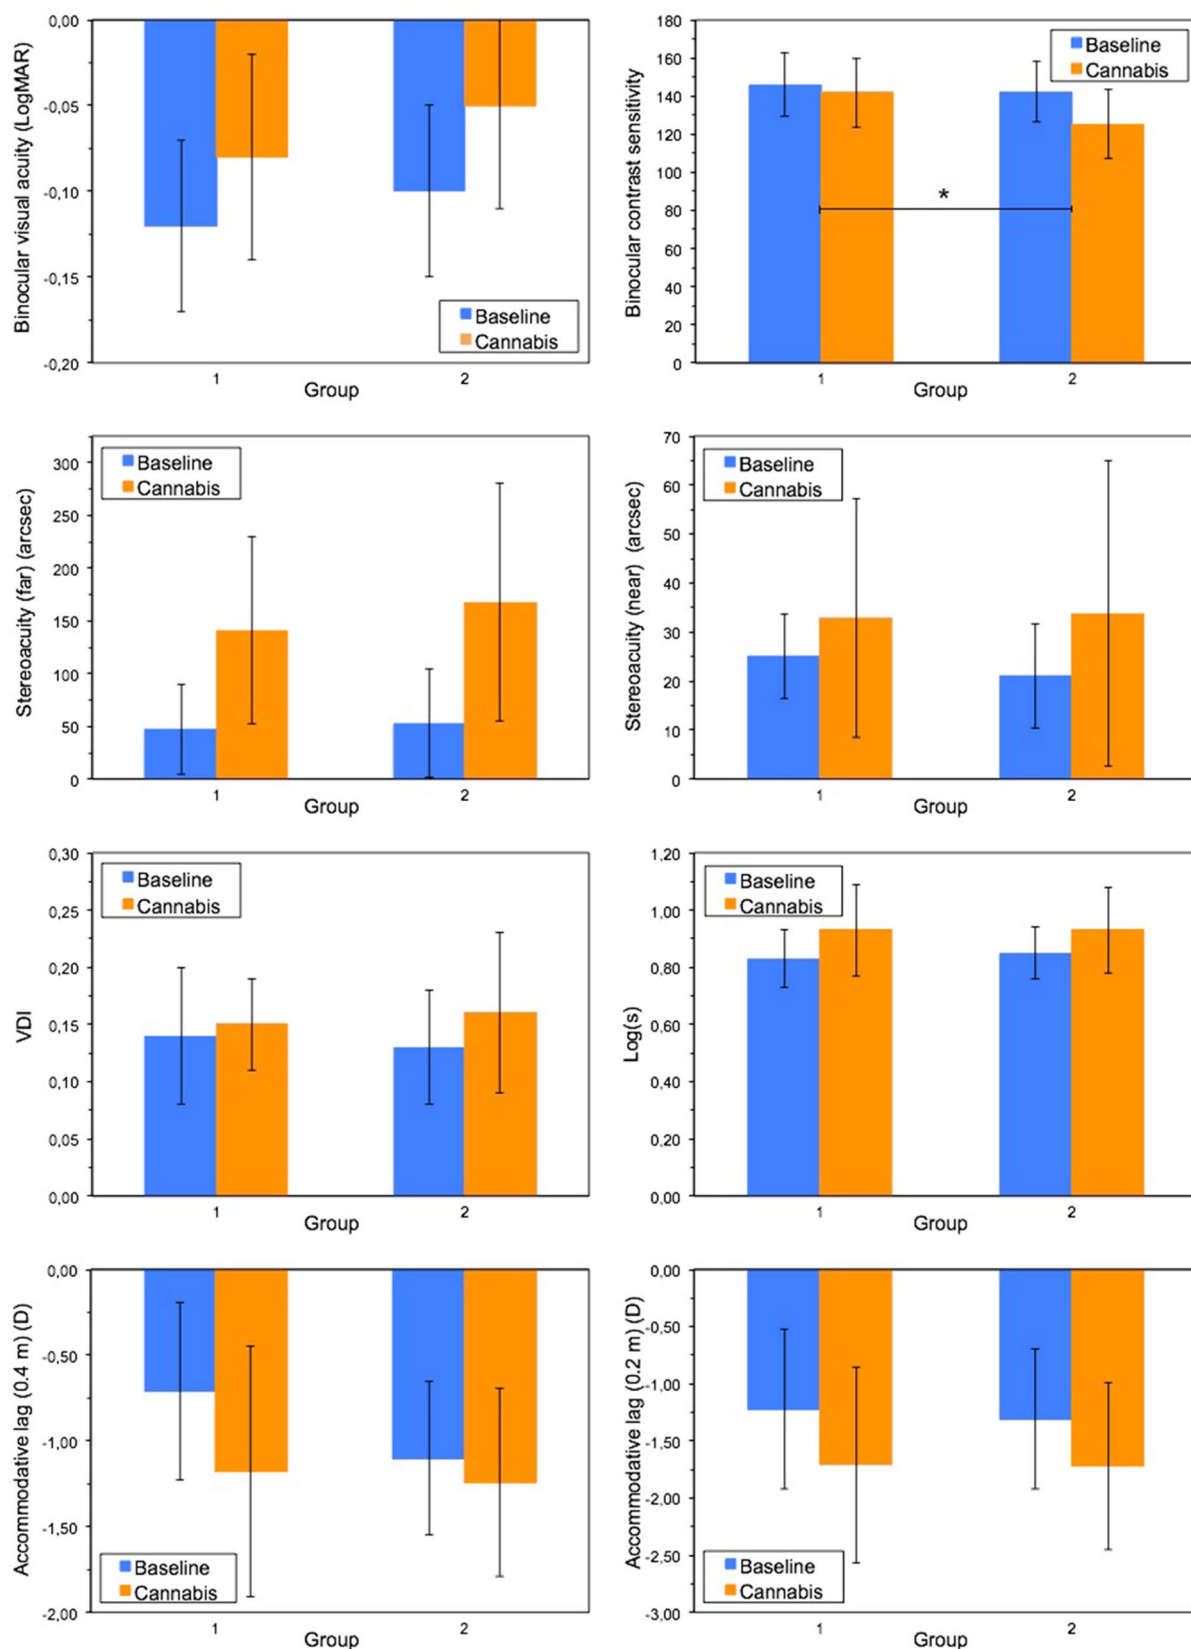 Binocular visual acuity (LogMAR)
0,00
-0,05
-0,10
-0,15
-0,20
Baseline
Cannabis
1
2
Group
Binocular contrast sensitivity
180
160
140
120
100
80
60
40
20
0
*
Baseline
Cannabis
1
2
Group
Stereoacuity (far) (arcsec)
300
250
200
150
100
50
0
Baseline
Cannabis
1
2
Group
Stereoacuity (near) (arcsec)
70
60
50
40
30
20
10
0
Baseline
Cannabis
1
2
Group
VDI
0,30
0,25
0,20
0,15
0,10
0,05
0,00
Baseline
Cannabis
1
2
Group
Log(s)
1,20
1,00
0,80
0,60
0,40
0,20
0,00
Baseline
Cannabis
1
2
Group
Accommodative lag (0.4 m) (D)
0,00
-0,50
-1,00
-1,50
-2,00
Baseline
Cannabis
1
2
Group
Accommodative lag (0.2 m) (D)
0,00
-0,50
-1,00
-1,50
-2,00
-2,50
-3,00
Baseline
Cannabis
1
2
Group